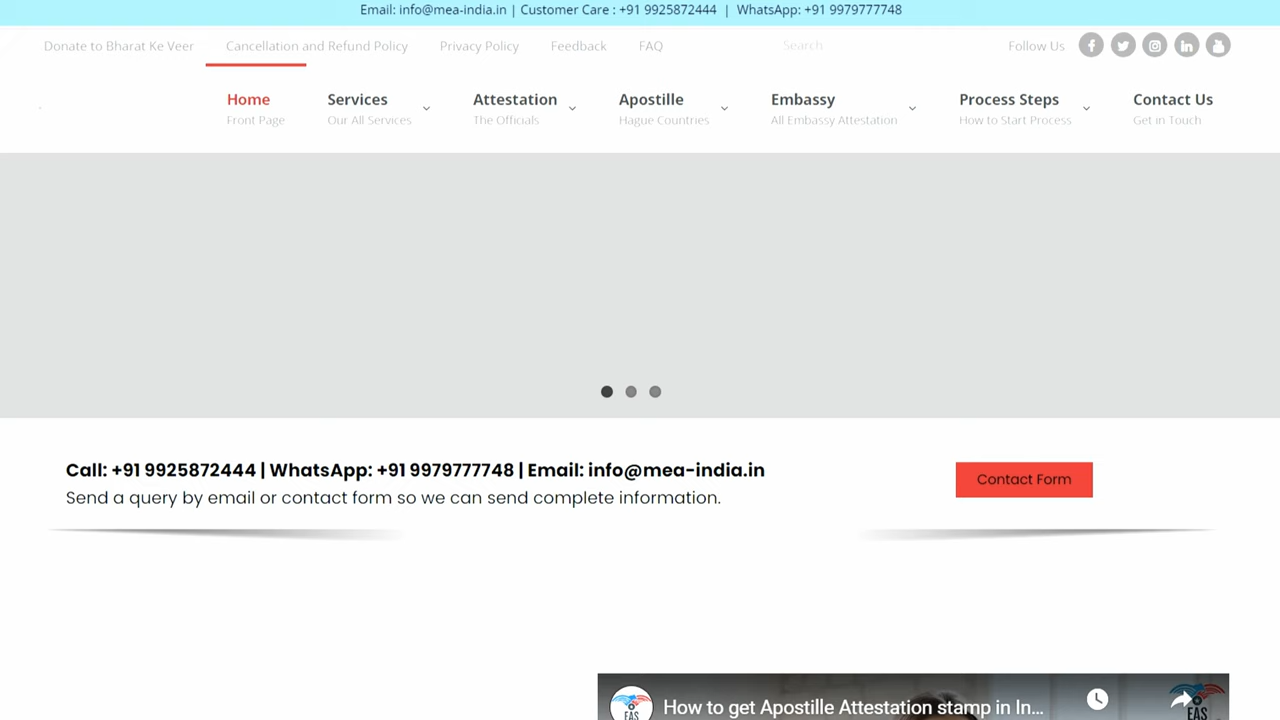 Email: info@mea-india.in | Customer Care : +91 9925872444 | WhatsApp: +91 9979777748
Donate to Bharat Ke Veer Cancellation and Refund Policy Privacy Policy Feedback FAQ Search Follow Us
Home Services Attestation Apostille Embassy Process Steps Contact Us
Front Page Our All Services The Officials Hague Countries All Embassy Attestation How to Start Process Get in Touch
Call: +91 9925872444 | WhatsApp: +91 9979777748 | Email: info@mea-india.in
Send a query by email or contact form so we can send complete information.
Contact Form
EAS How to get Apostille Attestation stamp in In... EAS